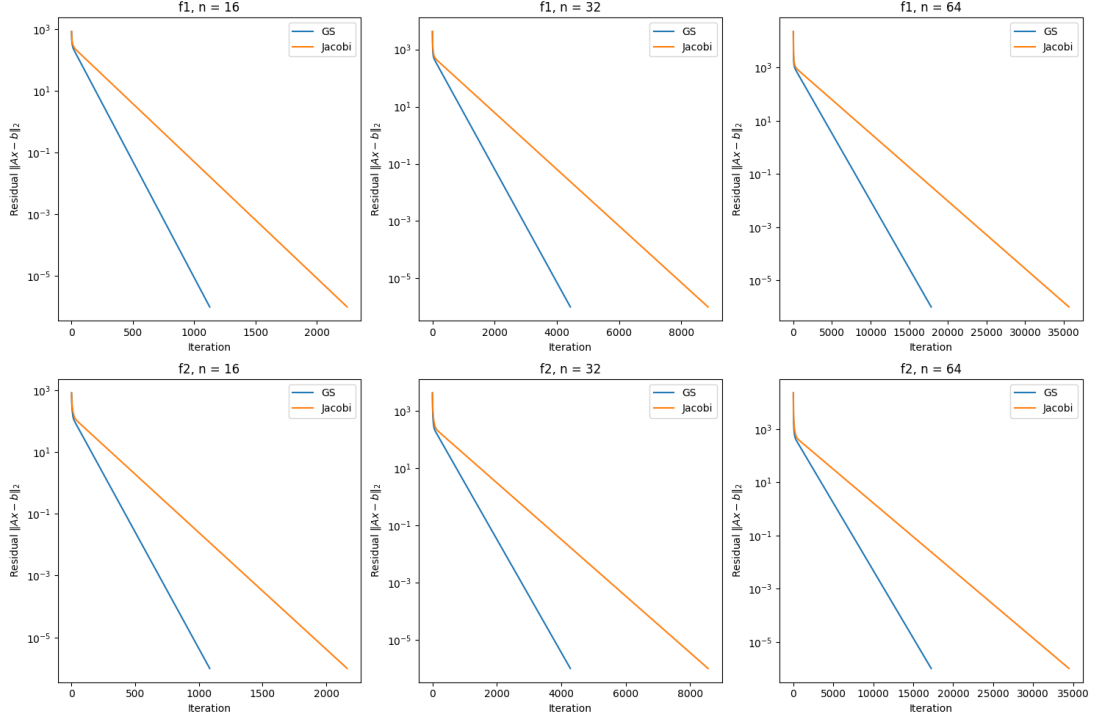 f1, n = 16
GS
Jacobi
10^3
10^1
10^-1
10^-3
10^-5
Residual ‖Ax − b‖_2
0
500
1000
1500
2000
Iteration
f1, n = 32
GS
Jacobi
10^3
10^1
10^-1
10^-3
10^-5
Residual ‖Ax − b‖_2
0
2000
4000
6000
8000
Iteration
f1, n = 64
GS
Jacobi
10^3
10^1
10^-1
10^-3
10^-5
Residual ‖Ax − b‖_2
0
5000
10000
15000
20000
25000
30000
35000
Iteration
f2, n = 16
GS
Jacobi
10^3
10^1
10^-1
10^-3
10^-5
Residual ‖Ax − b‖_2
0
500
1000
1500
2000
Iteration
f2, n = 32
GS
Jacobi
10^3
10^1
10^-1
10^-3
10^-5
Residual ‖Ax − b‖_2
0
2000
4000
6000
8000
Iteration
f2, n = 64
GS
Jacobi
10^3
10^1
10^-1
10^-3
10^-5
Residual ‖Ax − b‖_2
0
5000
10000
15000
20000
25000
30000
35000
Iteration